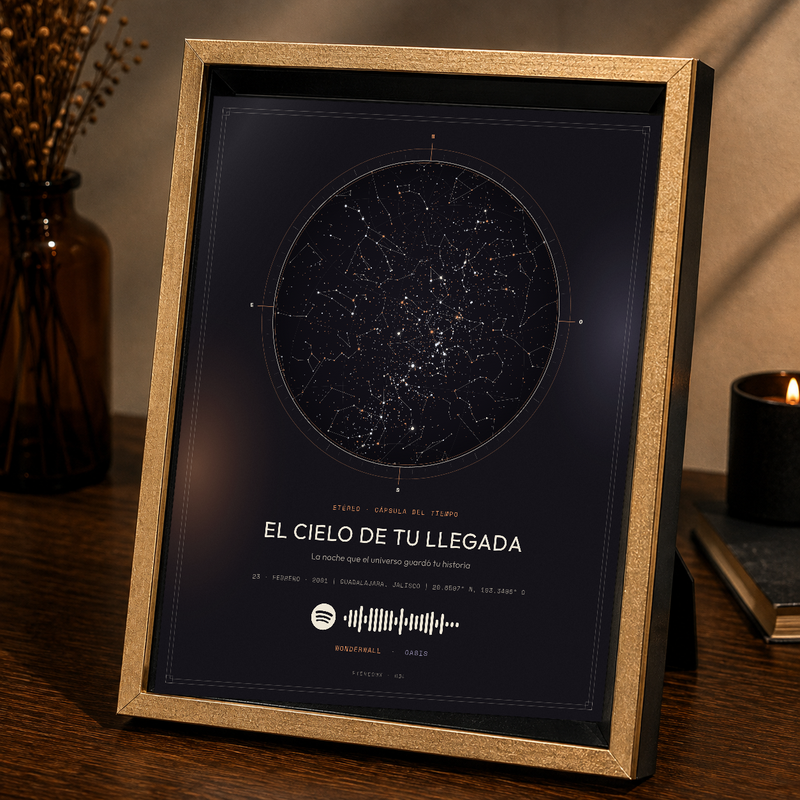 N
E
O
S
ETÉREO · CÁPSULA DEL TIEMPO
EL CIELO DE TU LLEGADA
La noche que el universo guardó tu historia
23 · FEBRERO · 2001 | GUADALAJARA, JALISCO | 20.6597° N, 103.3496° O
WONDERWALL · OASIS